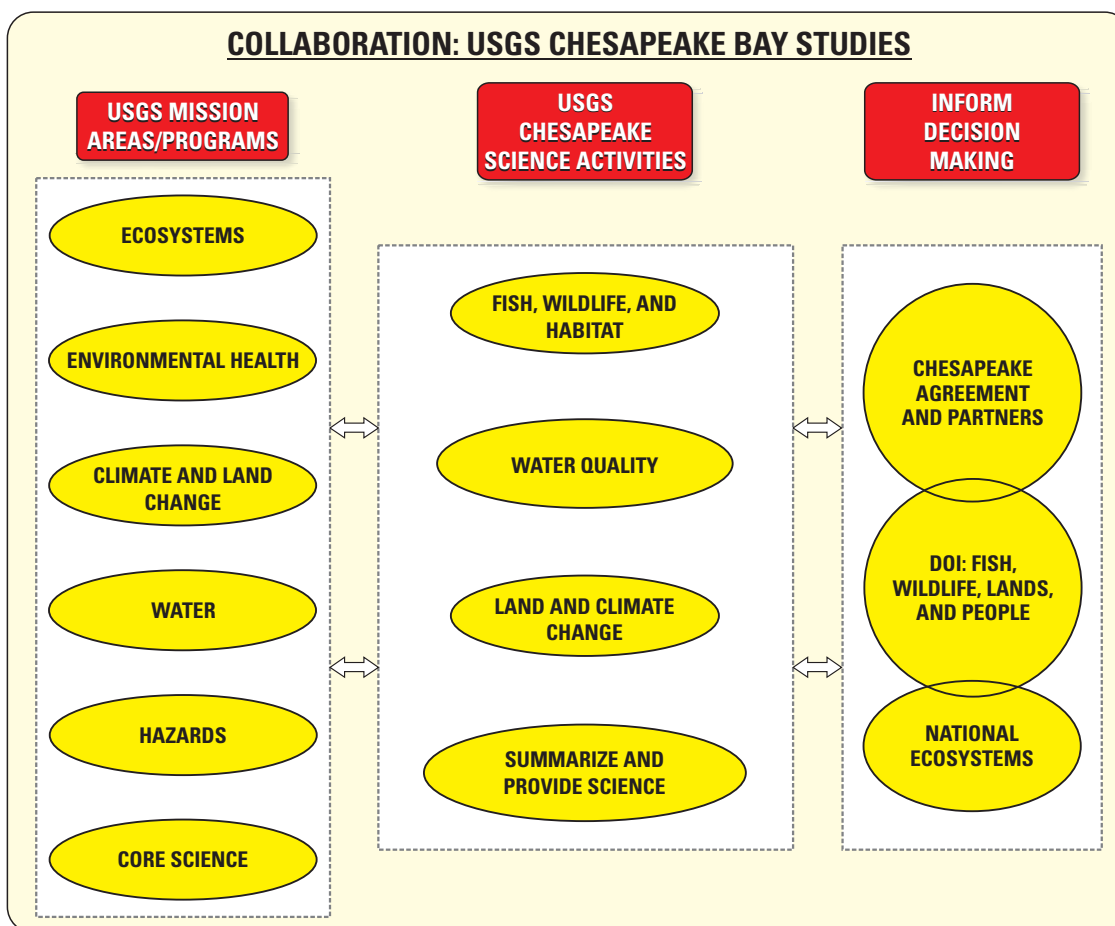 COLLABORATION: USGS CHESAPEAKE BAY STUDIES
USGS MISSION
AREAS/PROGRAMS
ECOSYSTEMS
ENVIRONMENTAL HEALTH
CLIMATE AND LAND
CHANGE
WATER
HAZARDS
CORE SCIENCE
USGS
CHESAPEAKE
SCIENCE ACTIVITIES
FISH, WILDLIFE, AND
HABITAT
WATER QUALITY
LAND AND CLIMATE
CHANGE
SUMMARIZE AND
PROVIDE SCIENCE
INFORM
DECISION
MAKING
CHESAPEAKE
AGREEMENT
AND PARTNERS
DOI: FISH,
WILDLIFE, LANDS,
AND PEOPLE
NATIONAL
ECOSYSTEMS